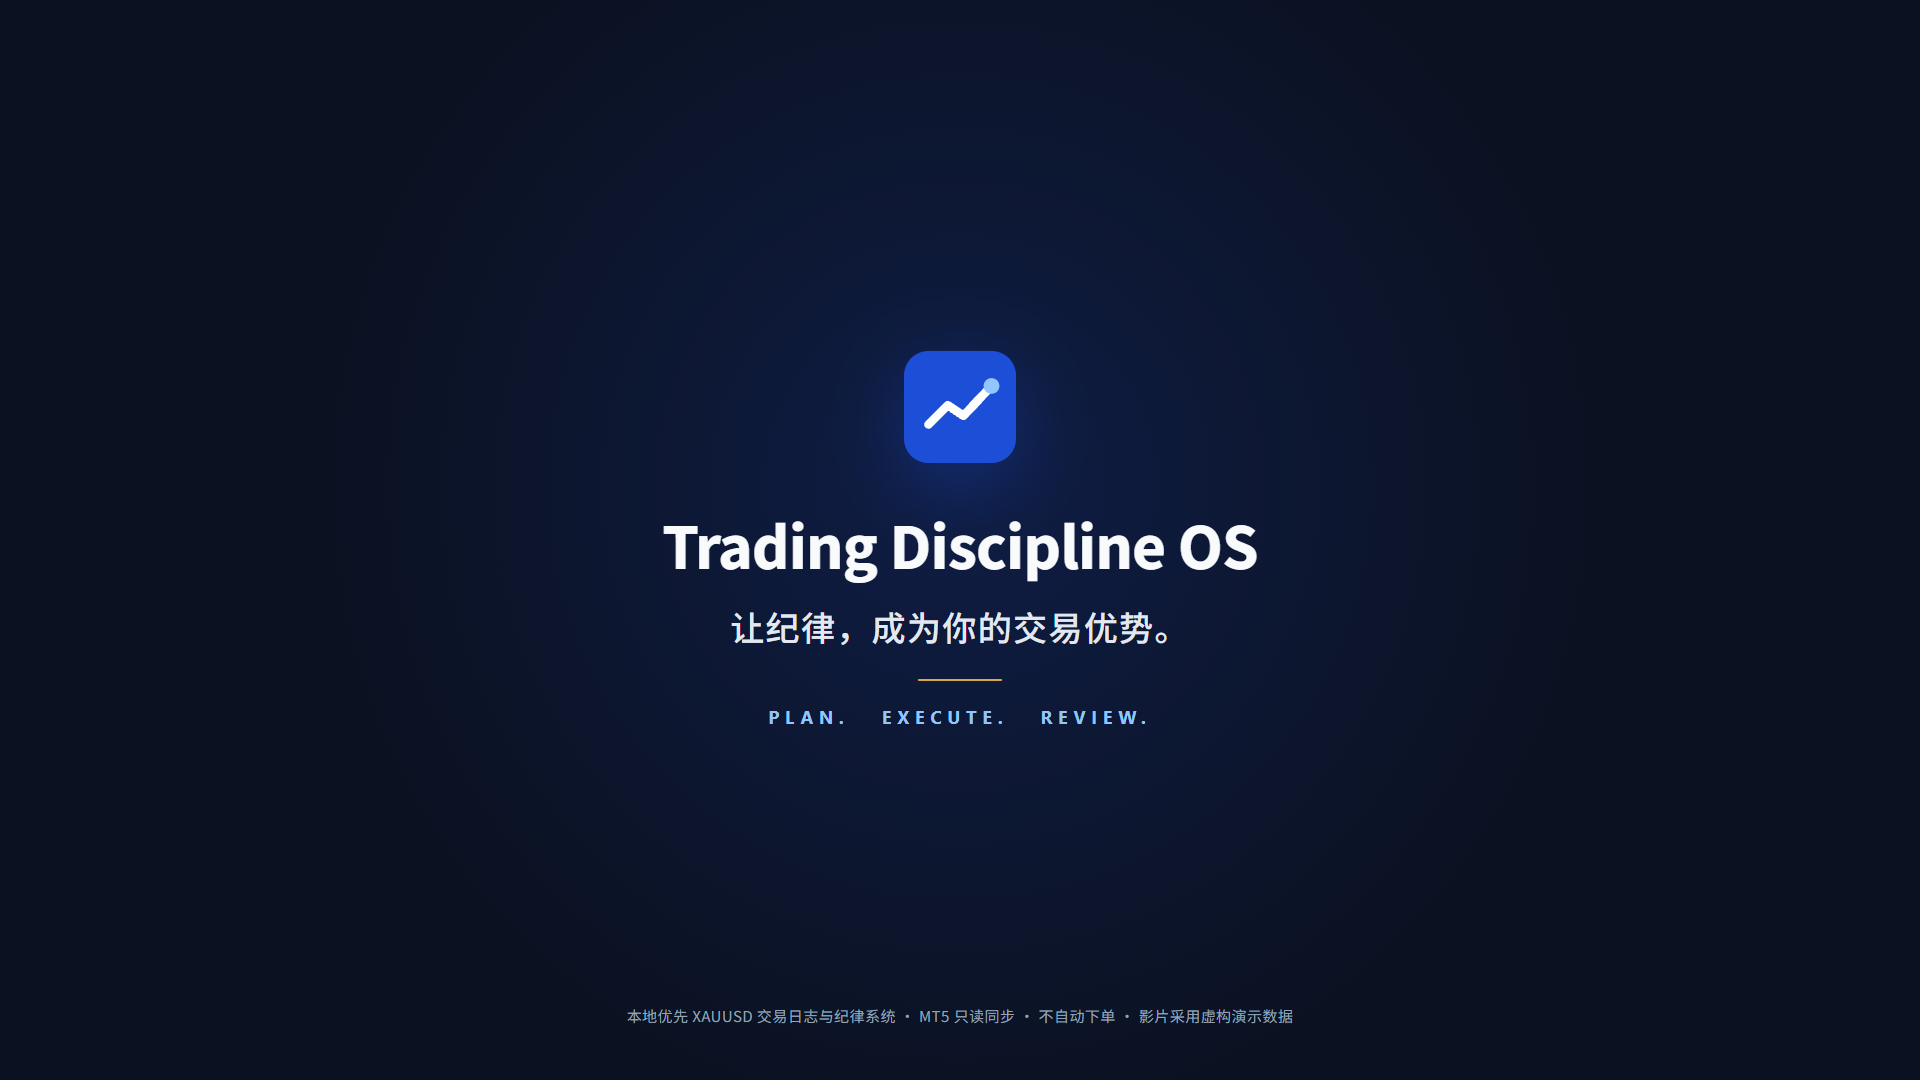 Trading Discipline OS
让纪律，成为你的交易优势。
PLAN. EXECUTE. REVIEW.
本地优先 XAUUSD 交易日志与纪律系统 · MT5 只读同步 · 不自动下单 · 影片采用虚构演示数据